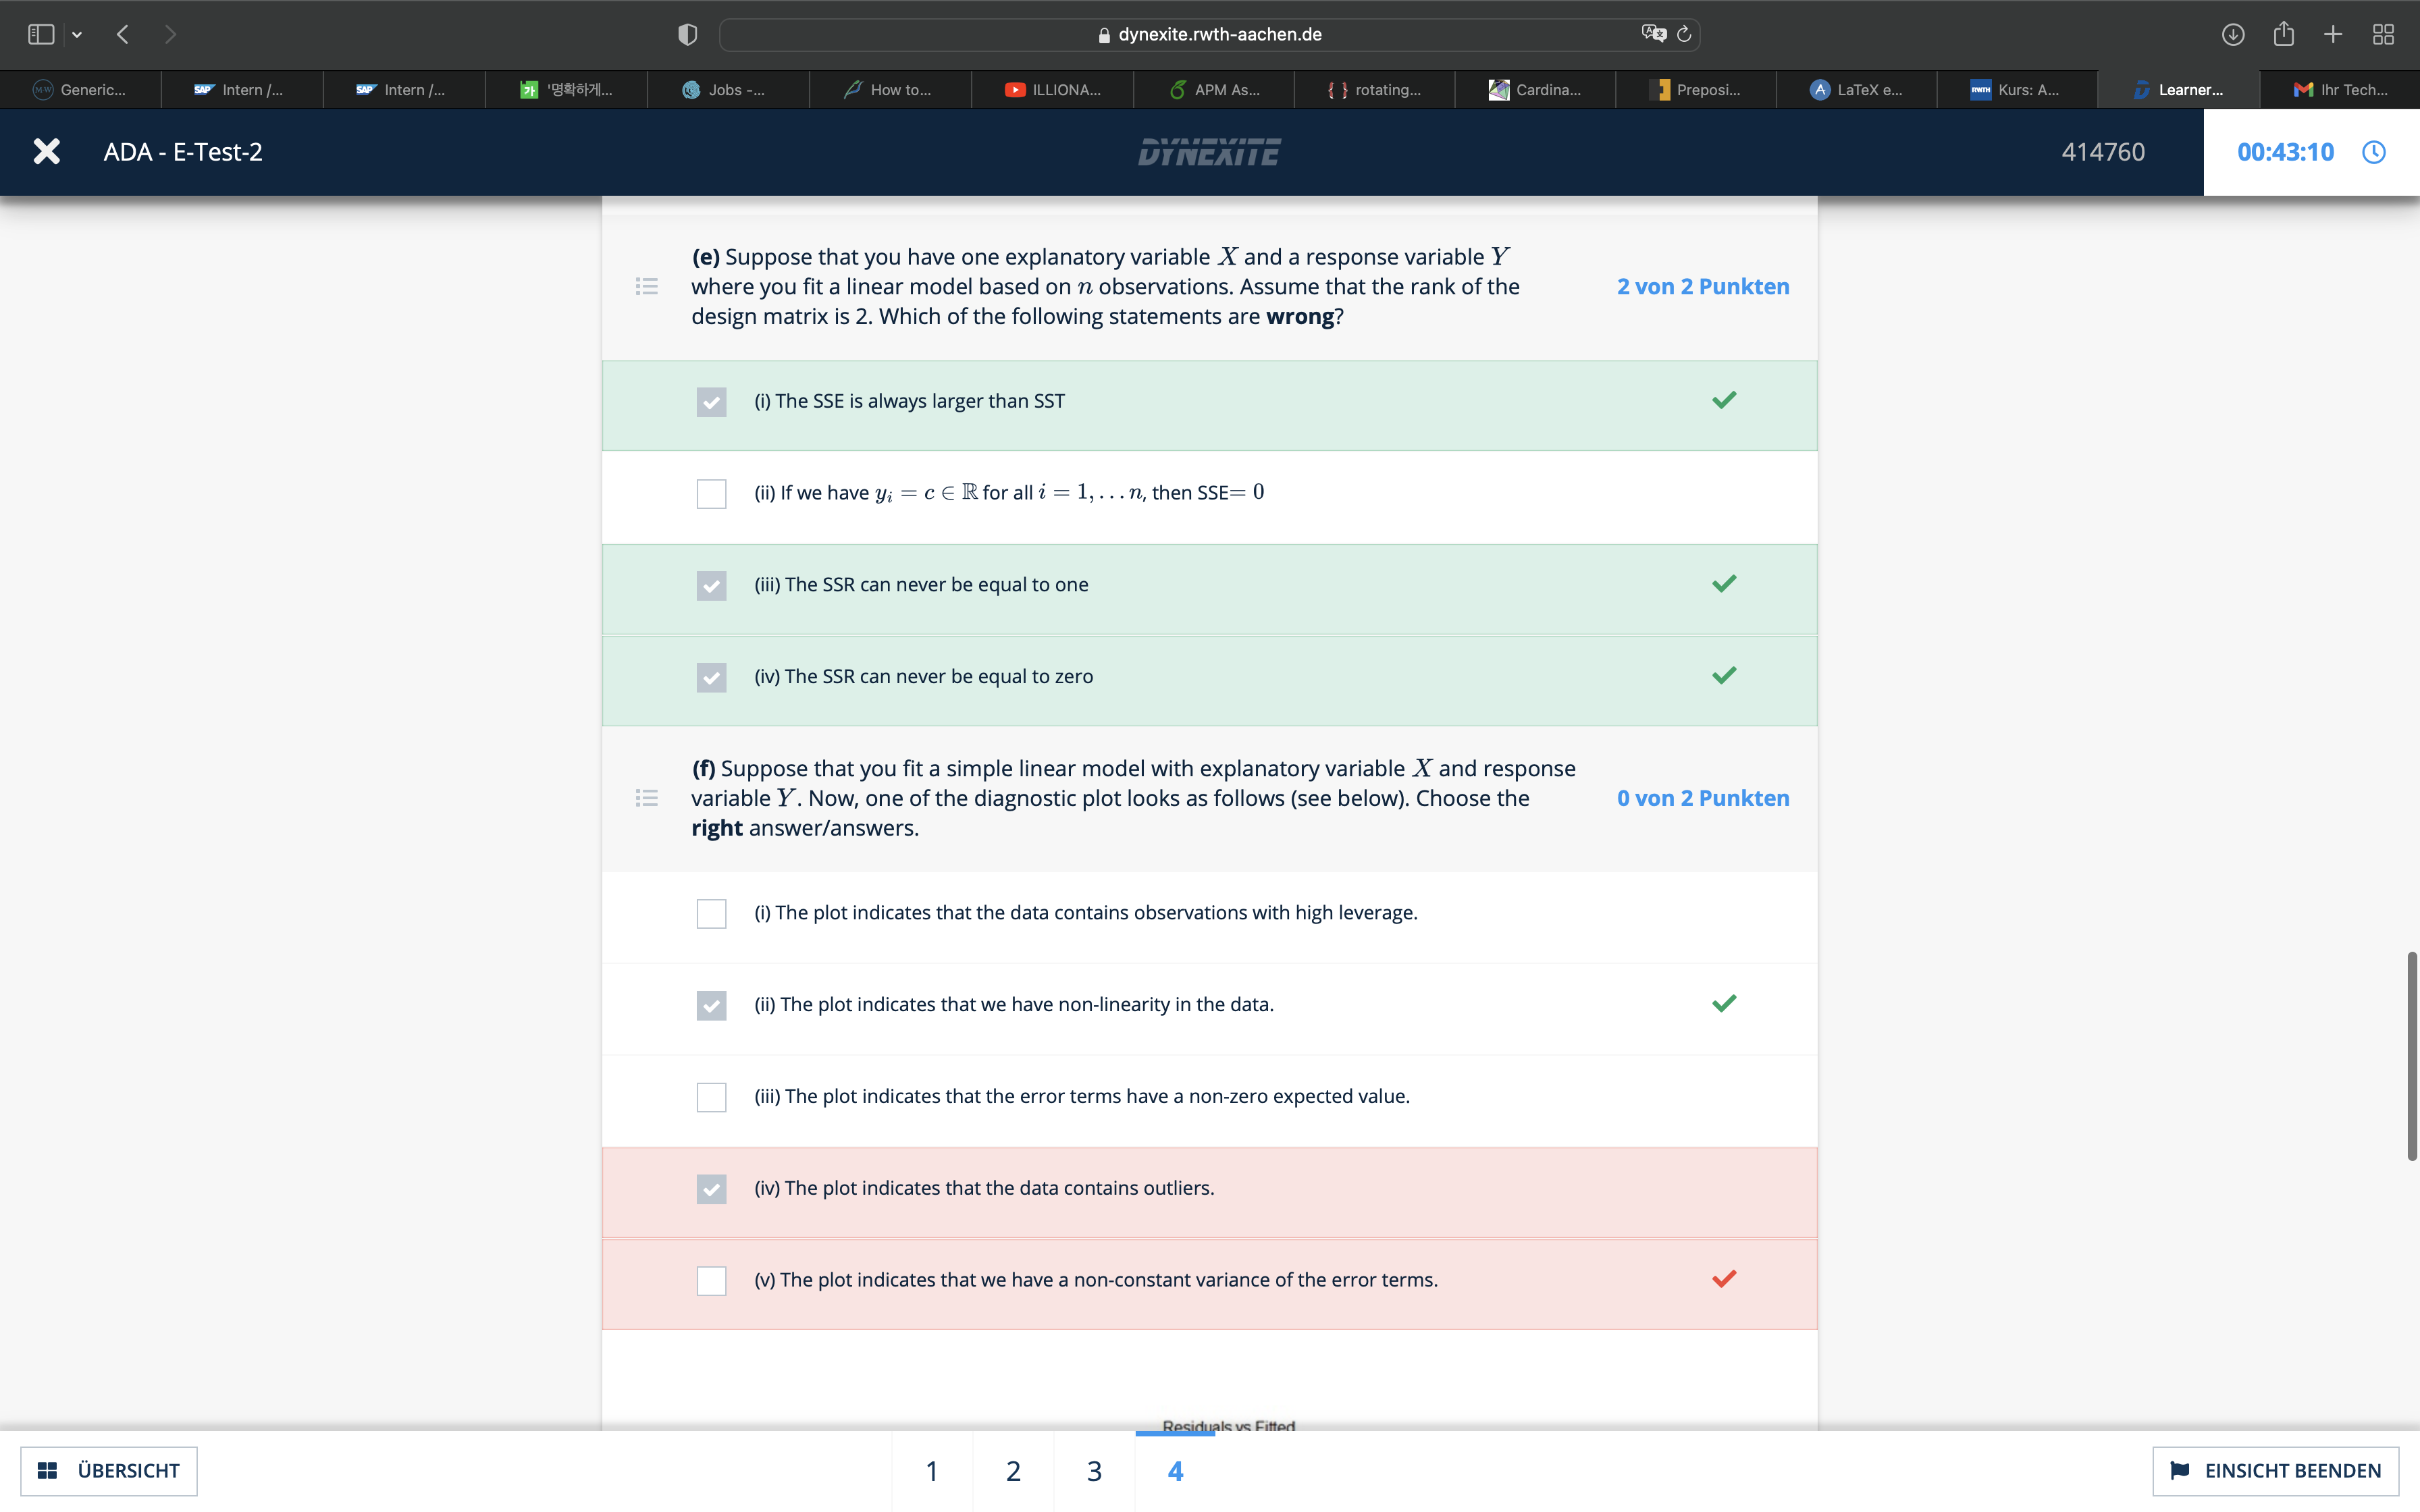 dynexite.rwth-aachen.de
Generic...
SAP Intern /...
SAP Intern /...
가 '명확하게...
Jobs -...
How to...
ILLIONA...
APM As...
{ } rotating...
Cardina...
Preposi...
LaTeX e...
RWTH Kurs: A...
Learner...
Ihr Tech...
ADA - E-Test-2
DYNEXITE
414760
00:43:10
(e) Suppose that you have one explanatory variable X and a response variable Y
where you fit a linear model based on n observations. Assume that the rank of the
design matrix is 2. Which of the following statements are wrong?
2 von 2 Punkten
(i) The SSE is always larger than SST
(ii) If we have yᵢ = c ∈ ℝ for all i = 1, . . . n, then SSE= 0
(iii) The SSR can never be equal to one
(iv) The SSR can never be equal to zero
(f) Suppose that you fit a simple linear model with explanatory variable X and response
variable Y. Now, one of the diagnostic plot looks as follows (see below). Choose the
right answer/answers.
0 von 2 Punkten
(i) The plot indicates that the data contains observations with high leverage.
(ii) The plot indicates that we have non-linearity in the data.
(iii) The plot indicates that the error terms have a non-zero expected value.
(iv) The plot indicates that the data contains outliers.
(v) The plot indicates that we have a non-constant variance of the error terms.
Residuals vs Fitted
ÜBERSICHT
1
2
3
4
EINSICHT BEENDEN